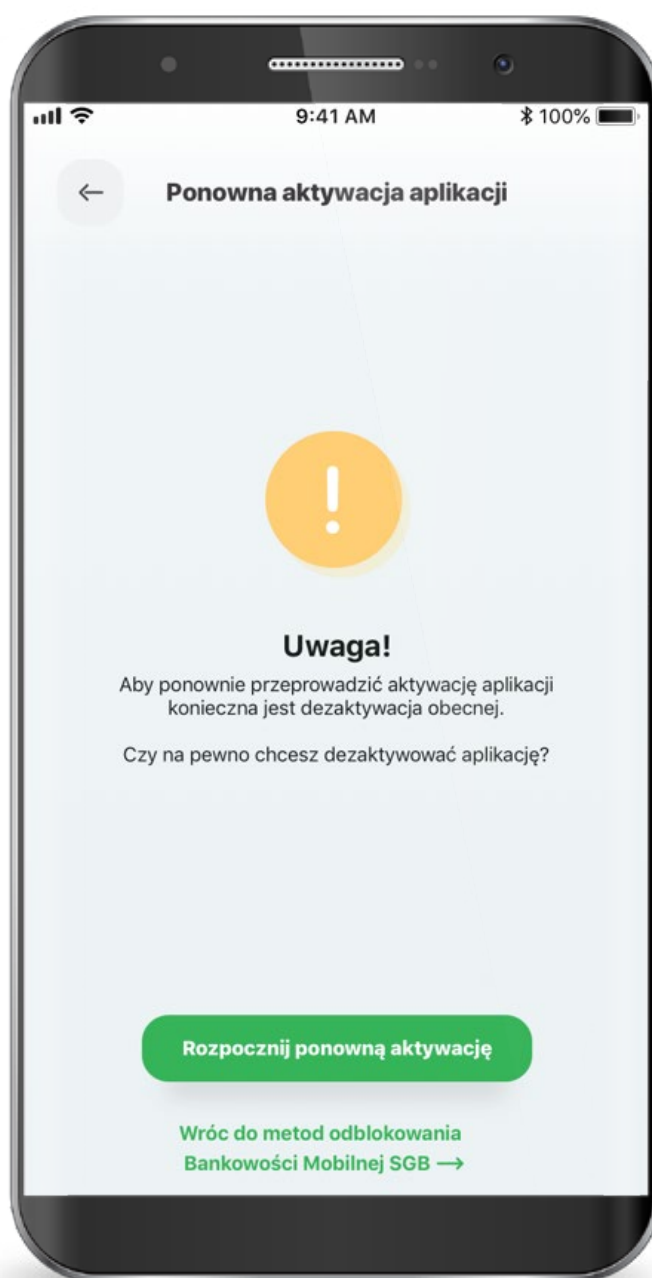 9:41 AM
100%
Ponowna aktywacja aplikacji
Uwaga!
Aby ponownie przeprowadzić aktywację aplikacji
konieczna jest dezaktywacja obecnej.
Czy na pewno chcesz dezaktywować aplikację?
Rozpocznij ponowną aktywację
Wróc do metod odblokowania
Bankowości Mobilnej SGB →